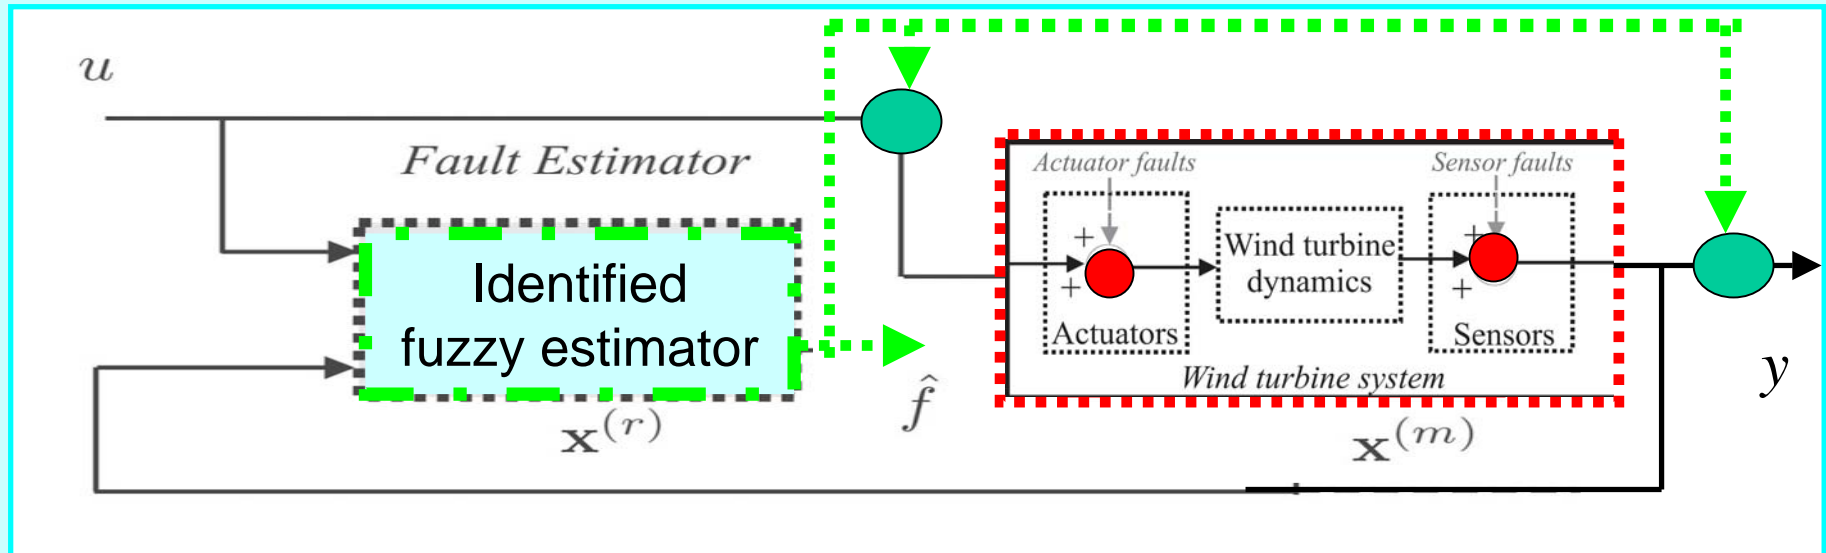 u
Fault Estimator
Actuator faults
Sensor faults
+
+
Identified
fuzzy estimator
Wind turbine
dynamics
+
+
Actuators
Sensors
Wind turbine system
y
f̂
x^(r)
x^(m)